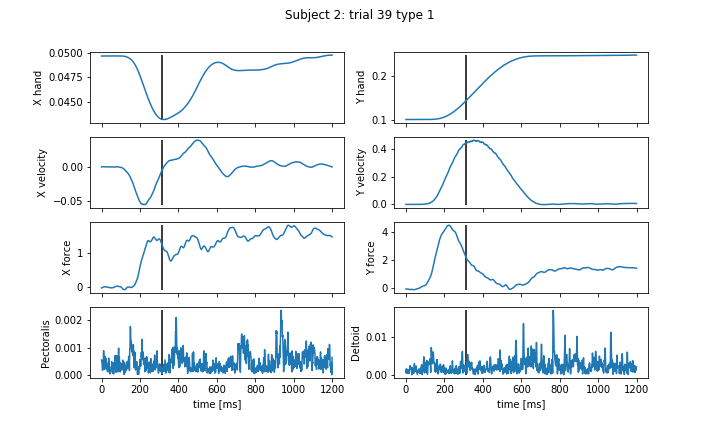 Subject 2: trial 39 type 1
X hand
0.0500
0.0475
0.0450
Y hand
0.2
0.1
X velocity
0.00
−0.05
Y velocity
0.4
0.2
0.0
X force
1
0
Y force
4
2
0
Pectoralis
0.002
0.001
0.000
0 200 400 600 800 1000 1200
time [ms]
Deltoid
0.01
0.00
0 200 400 600 800 1000 1200
time [ms]